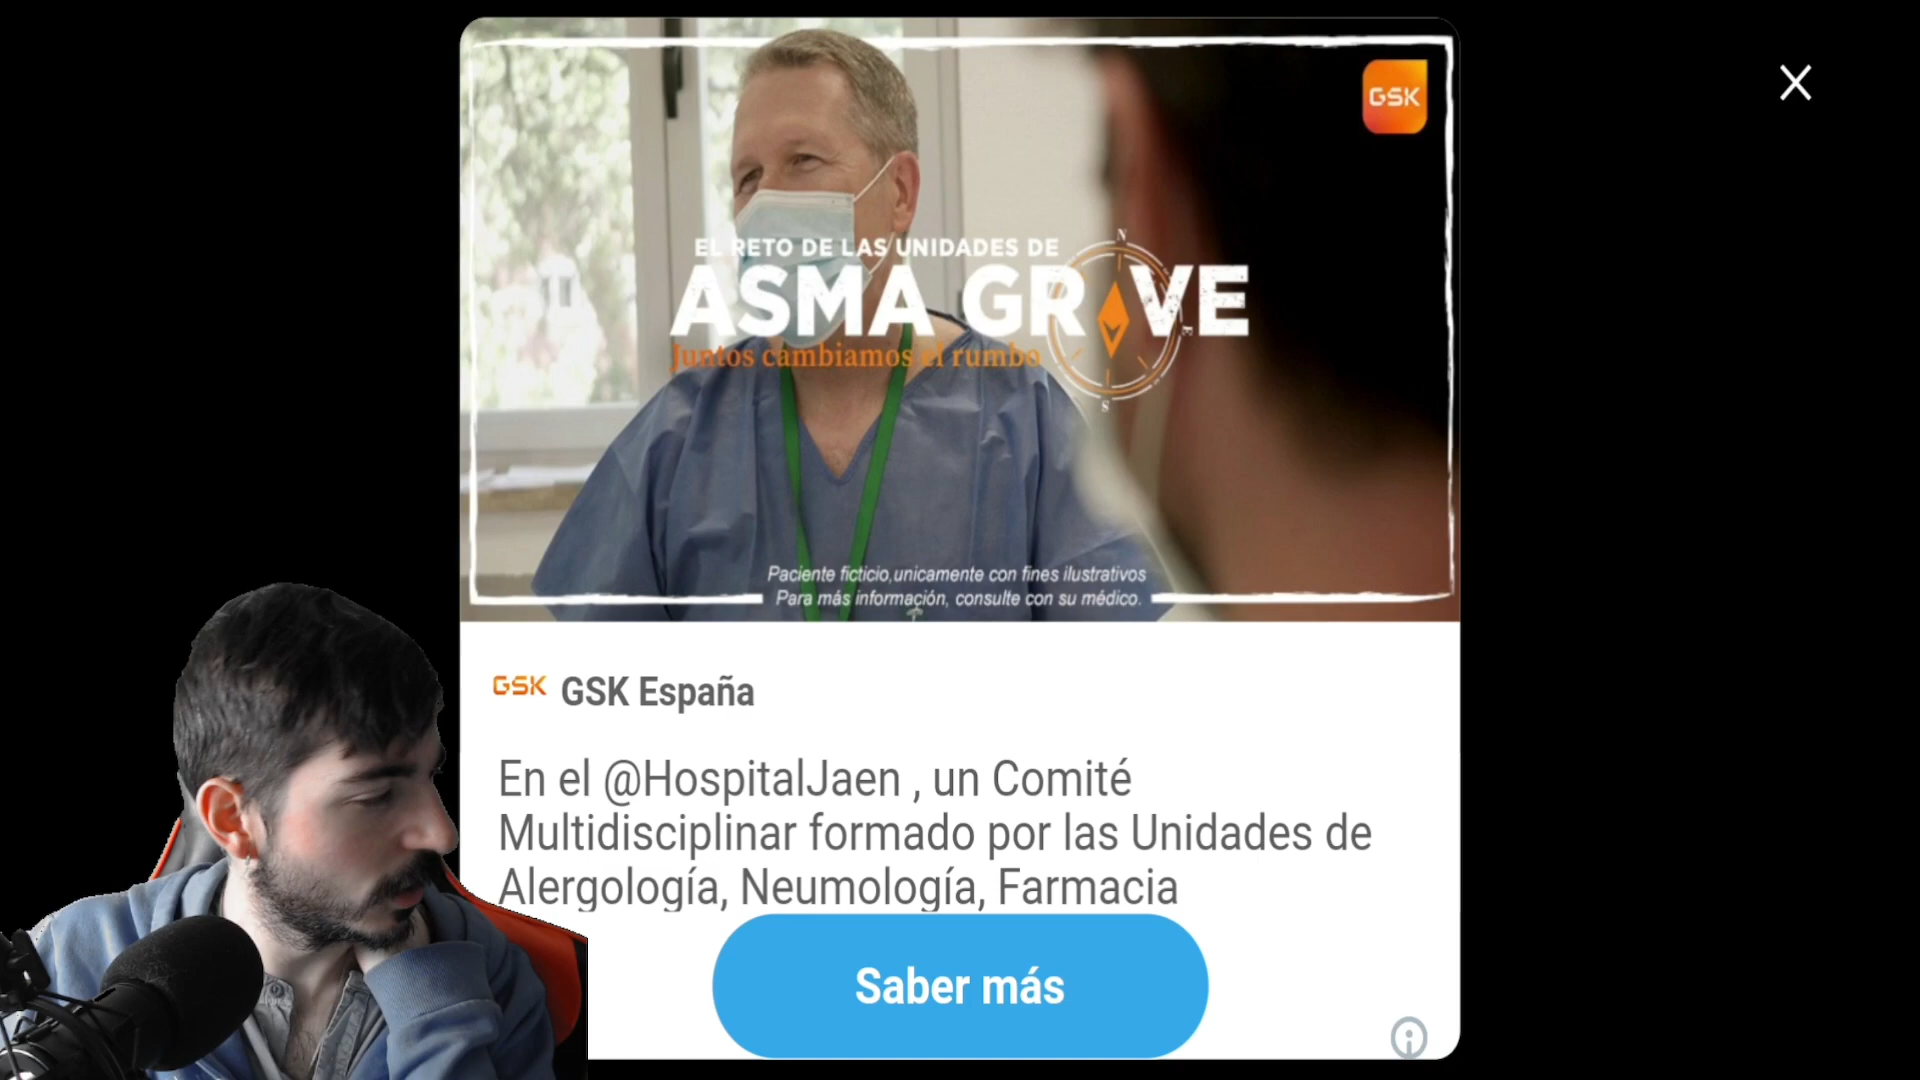 GSK
EL RETO DE LAS UNIDADES DE
ASMA GRAVE
Juntos cambiamos el rumbo
N
E
S
Paciente ficticio,unicamente con fines ilustrativos
Para más información, consulte con su médico.
GSK GSK España
En el @HospitalJaen , un Comité
Multidisciplinar formado por las Unidades de
Alergología, Neumología, Farmacia
Saber más